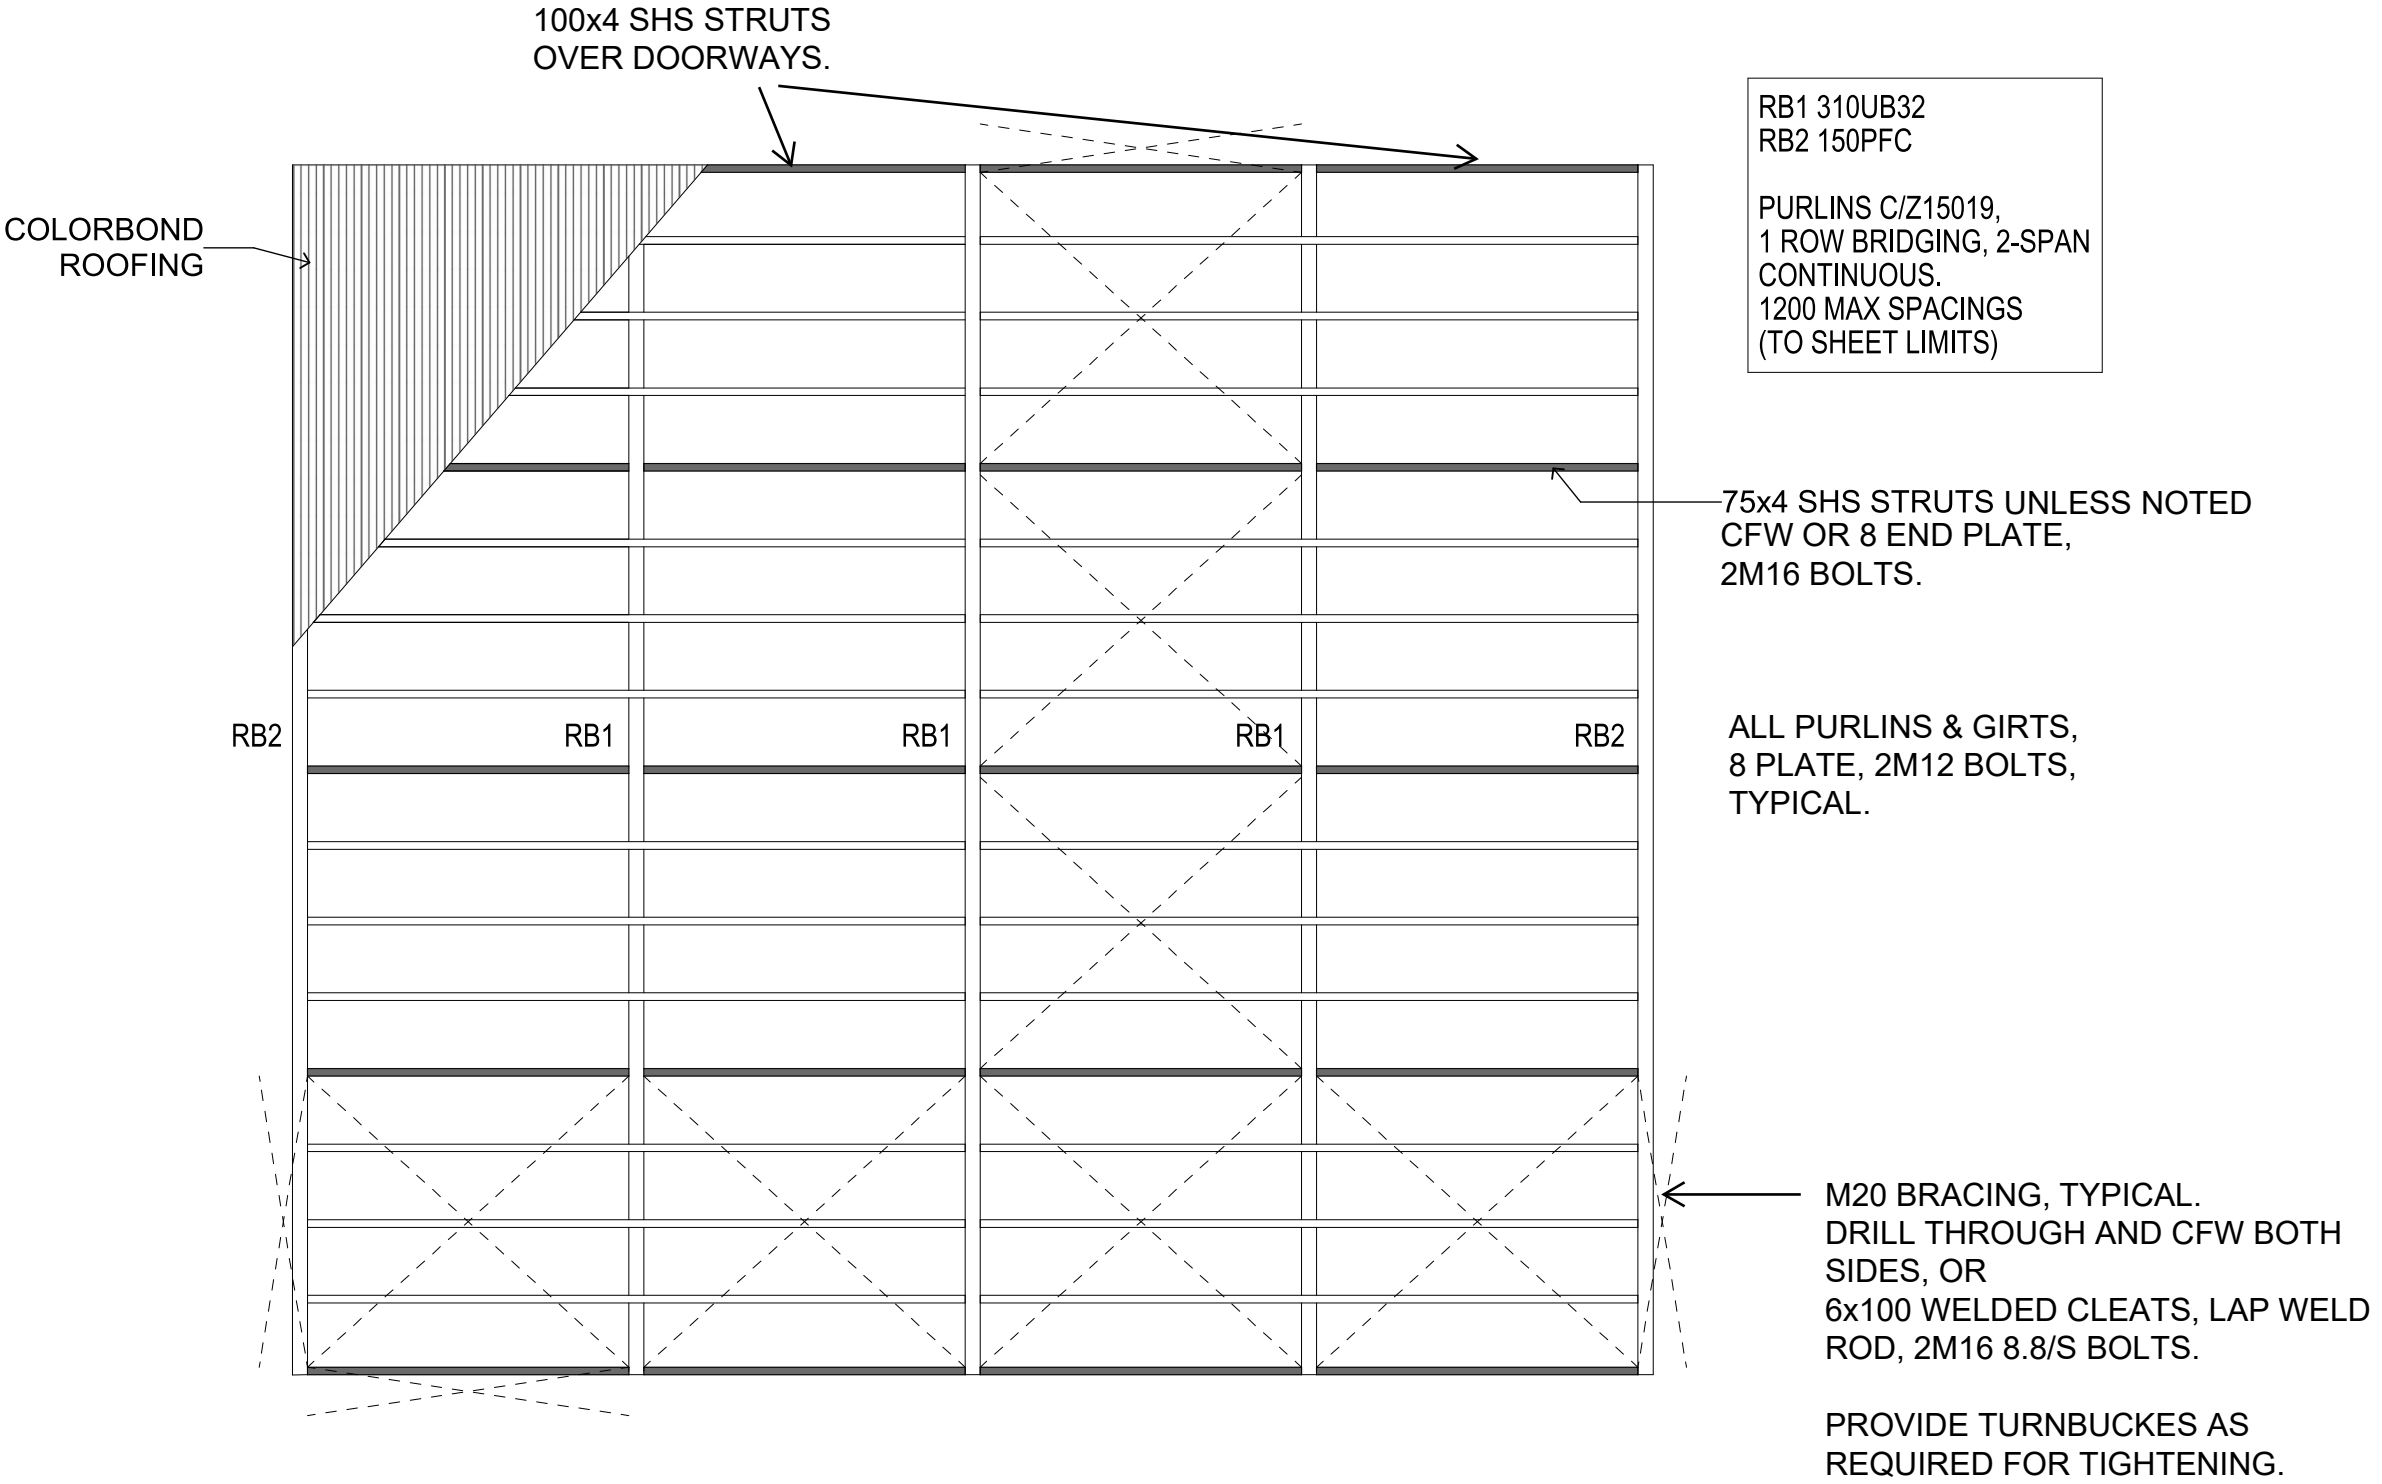 100x4 SHS STRUTS
OVER DOORWAYS.
RB1 310UB32
RB2 150PFC
PURLINS C/Z15019,
1 ROW BRIDGING, 2-SPAN
CONTINUOUS.
1200 MAX SPACINGS
(TO SHEET LIMITS)
COLORBOND
ROOFING
75x4 SHS STRUTS UNLESS NOTED
CFW OR 8 END PLATE,
2M16 BOLTS.
RB2
RB1
RB1
RB1
RB2
ALL PURLINS & GIRTS,
8 PLATE, 2M12 BOLTS,
TYPICAL.
M20 BRACING, TYPICAL.
DRILL THROUGH AND CFW BOTH
SIDES, OR
6x100 WELDED CLEATS, LAP WELD
ROD, 2M16 8.8/S BOLTS.
PROVIDE TURNBUCKES AS
REQUIRED FOR TIGHTENING.